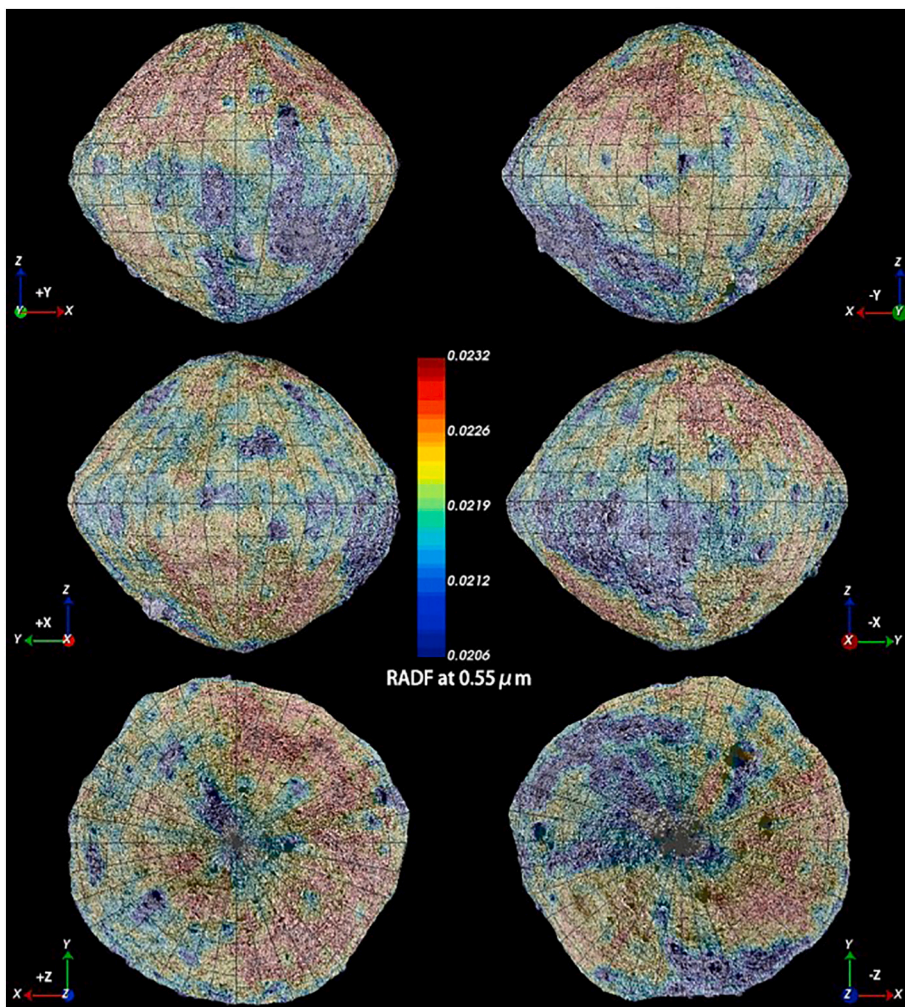 Z
+Y
Y
X
Z
-Y
X
Y
0.0232
0.0226
0.0219
0.0212
0.0206
RADF at 0.55 μm
Z
+X
Y
X
Z
-X
X
Y
Y
+Z
X
Z
Y
-Z
Z
X